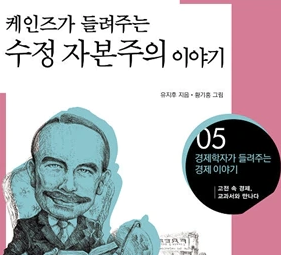 케인즈가 들려주는
수정 자본주의 이야기
유지후 지음 • 황기홍 그림
05
경제학자가 들려주는
경제 이야기
고전 속 경제,
교과서와 만나다